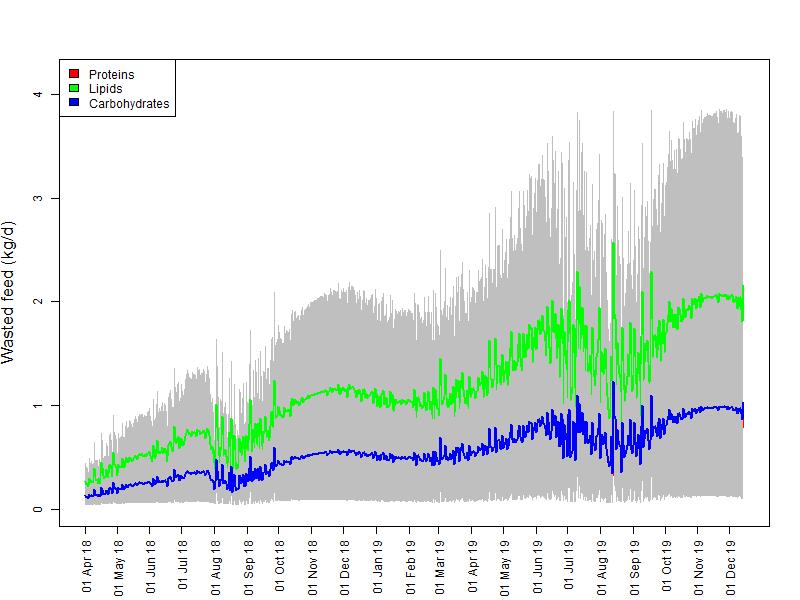 Proteins
Lipids
Carbohydrates
Wasted feed (kg/d)
4
3
2
1
0
01 Apr 18
01 May 18
01 Jun 18
01 Jul 18
01 Aug 18
01 Sep 18
01 Oct 18
01 Nov 18
01 Dec 18
01 Jan 19
01 Feb 19
01 Mar 19
01 Apr 19
01 May 19
01 Jun 19
01 Jul 19
01 Aug 19
01 Sep 19
01 Oct 19
01 Nov 19
01 Dec 19